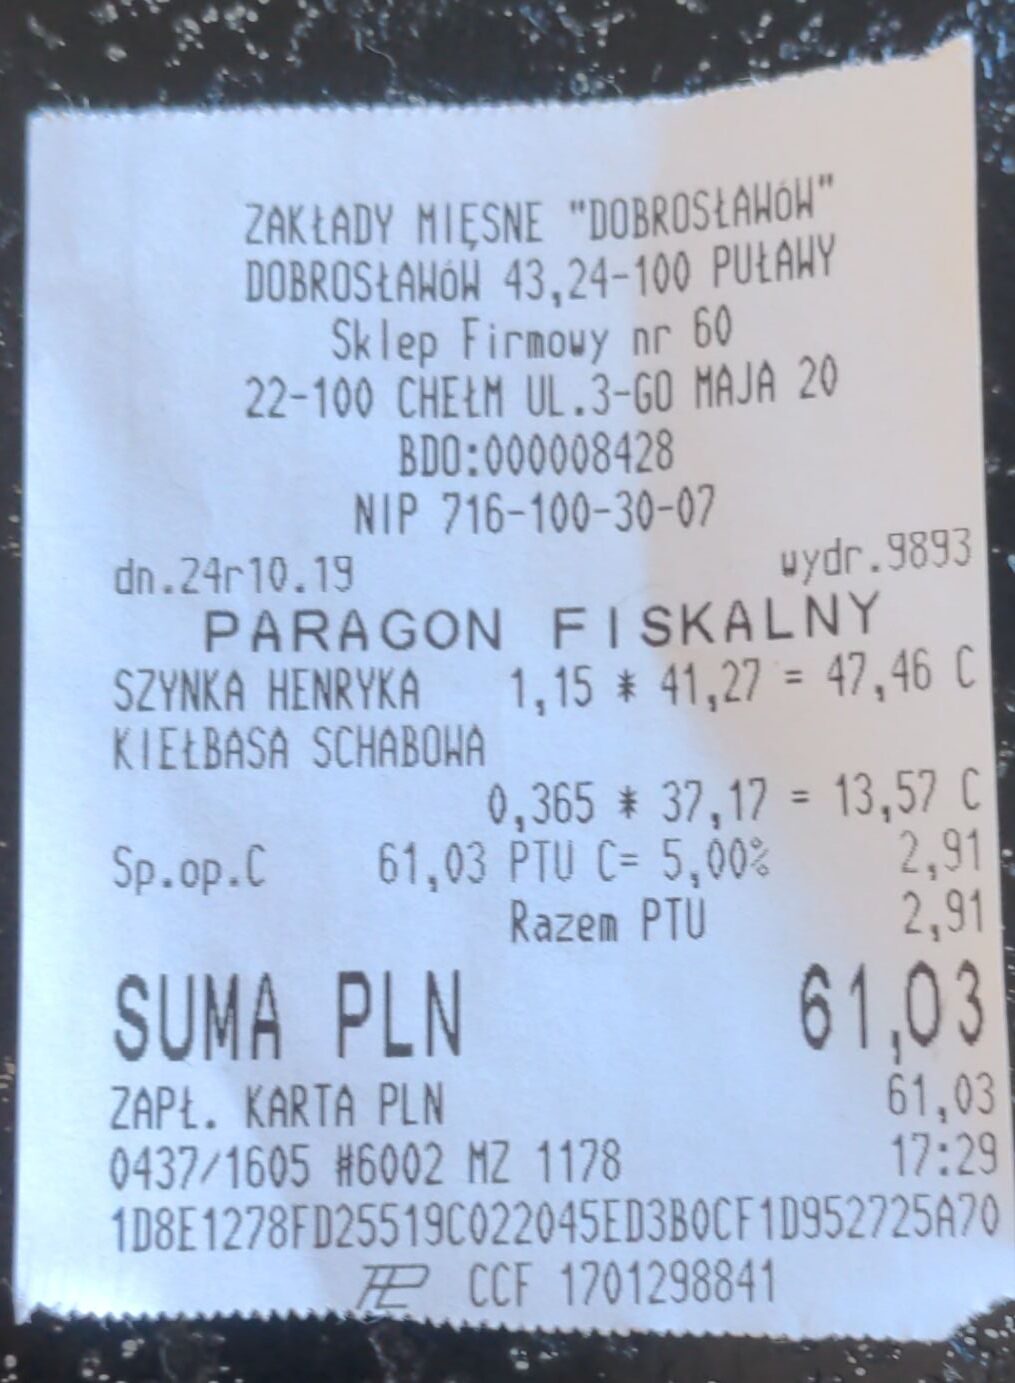 ZAKŁADY MIĘSNE "DOBROSŁAWÓW"
DOBROSŁAWÓW 43,24-100 PUŁAWY
Sklep Firmowy nr 60
22-100 CHEŁM UL.3-GO MAJA 20
BDO:000008428
NIP 716-100-30-07
dn.24r10.19 wydr.9893
PARAGON FISKALNY
SZYNKA HENRYKA 1,15 * 41,27 = 47,46 C
KIEŁBASA SCHABOWA
0,365 * 37,17 = 13,57 C
Sp.op.C 61,03 PTU C= 5,00% 2,91
Razem PTU 2,91
SUMA PLN 61,03
ZAPŁ. KARTA PLN 61,03
0437/1605 #6002 MZ 1178 17:29
1D8E1278FD25519C022045ED3B0CF1D952725A70
CCF 1701298841